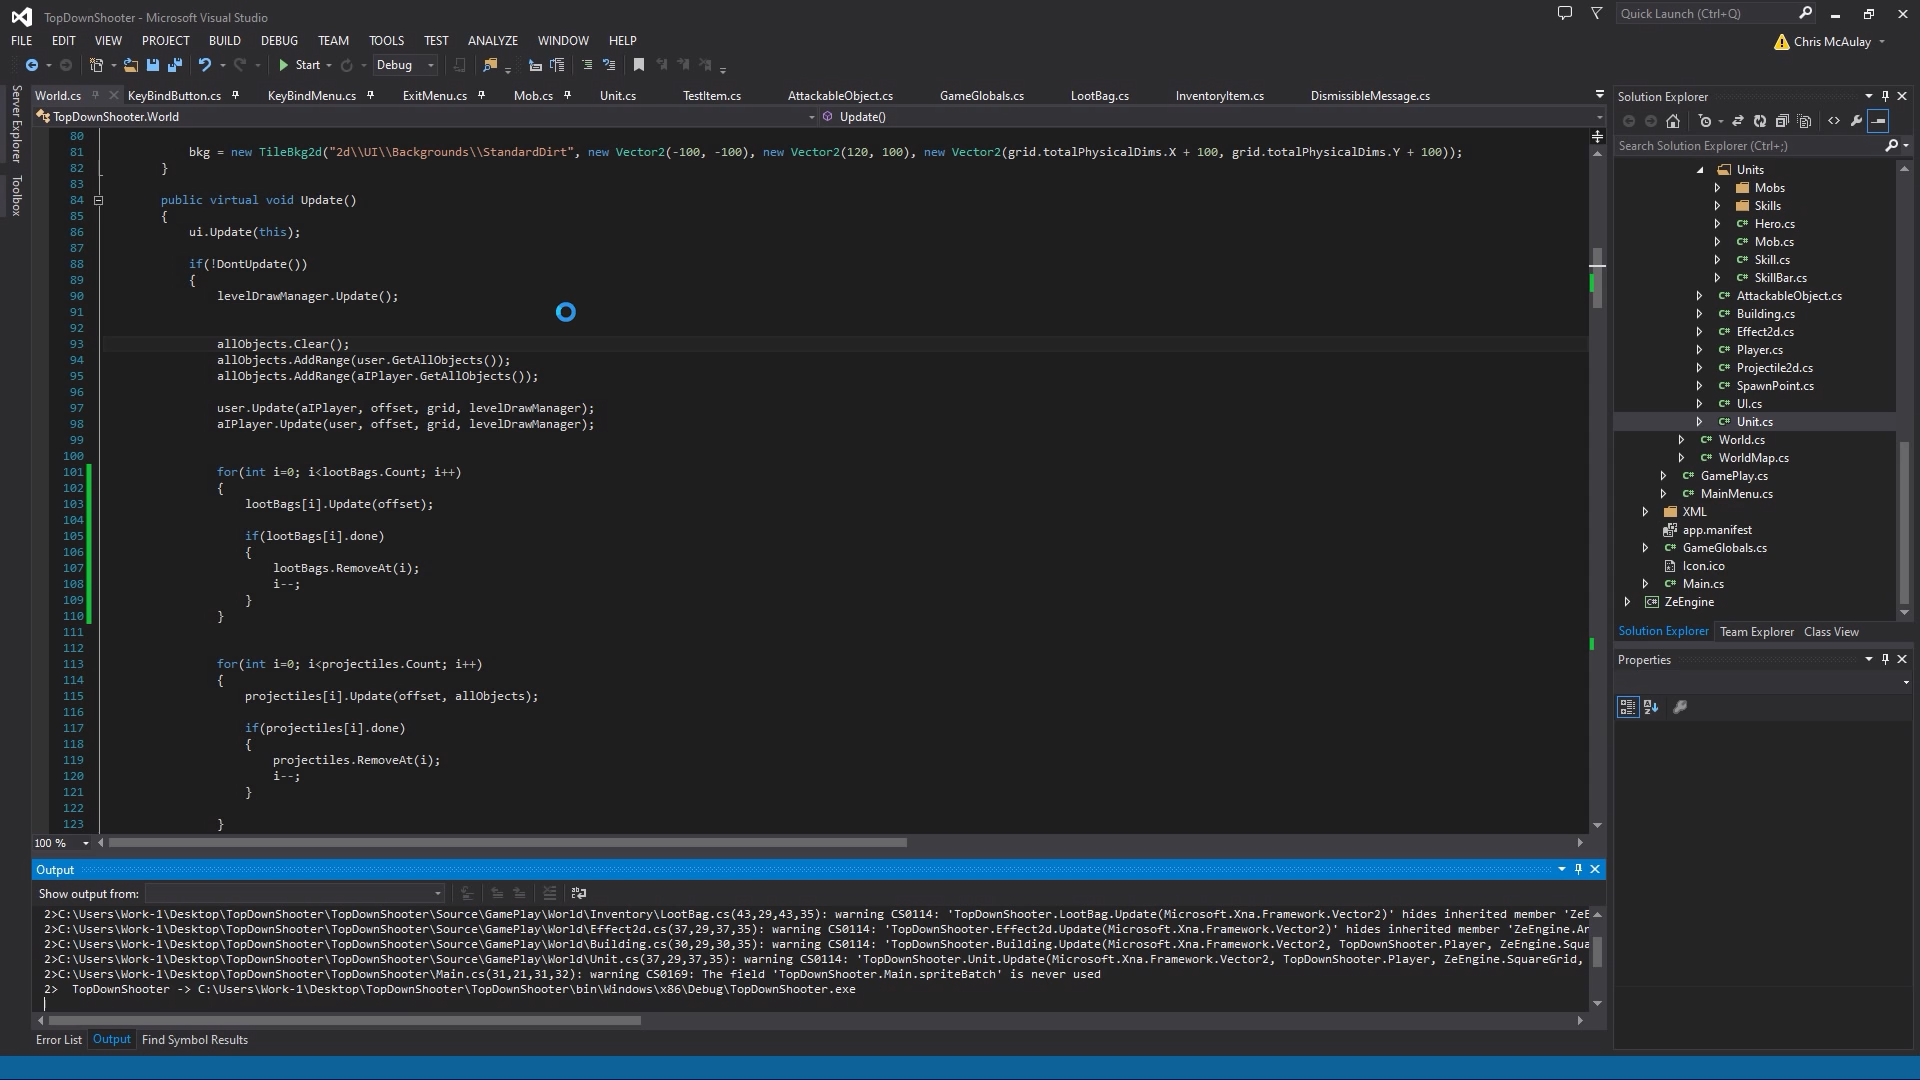 TopDownShooter - Microsoft Visual Studio
Quick Launch (Ctrl+Q)
FILE EDIT VIEW PROJECT BUILD DEBUG TEAM TOOLS TEST ANALYZE WINDOW HELP
Chris McAulay
Start
Debug
Server Explorer
Toolbox
World.cs KeyBindButton.cs KeyBindMenu.cs ExitMenu.cs Mob.cs Unit.cs TestItem.cs AttackableObject.cs GameGlobals.cs LootBag.cs InventoryItem.cs DismissibleMessage.cs
TopDownShooter.World
Update()
80
81 bkg = new TileBkg2d("2d\\UI\\Backgrounds\\StandardDirt", new Vector2(-100, -100), new Vector2(120, 100), new Vector2(grid.totalPhysicalDims.X + 100, grid.totalPhysicalDims.Y + 100));
82 }
83
84 public virtual void Update()
85 {
86 ui.Update(this);
87
88 if(!DontUpdate())
89 {
90 levelDrawManager.Update();
91
92
93 allObjects.Clear();
94 allObjects.AddRange(user.GetAllObjects());
95 allObjects.AddRange(aIPlayer.GetAllObjects());
96
97 user.Update(aIPlayer, offset, grid, levelDrawManager);
98 aIPlayer.Update(user, offset, grid, levelDrawManager);
99
100
101 for(int i=0; i<lootBags.Count; i++)
102 {
103 lootBags[i].Update(offset);
104
105 if(lootBags[i].done)
106 {
107 lootBags.RemoveAt(i);
108 i--;
109 }
110 }
111
112
113 for(int i=0; i<projectiles.Count; i++)
114 {
115 projectiles[i].Update(offset, allObjects);
116
117 if(projectiles[i].done)
118 {
119 projectiles.RemoveAt(i);
120 i--;
121 }
122
123 }
100 %
Output
Show output from:
2>C:\Users\Work-1\Desktop\TopDownShooter\TopDownShooter\Source\GamePlay\World\Inventory\LootBag.cs(43,29,43,35): warning CS0114: 'TopDownShooter.LootBag.Update(Microsoft.Xna.Framework.Vector2)' hides inherited member 'ZeE
2>C:\Users\Work-1\Desktop\TopDownShooter\TopDownShooter\Source\GamePlay\World\Effect2d.cs(37,29,37,35): warning CS0114: 'TopDownShooter.Effect2d.Update(Microsoft.Xna.Framework.Vector2)' hides inherited member 'ZeEngine.An
2>C:\Users\Work-1\Desktop\TopDownShooter\TopDownShooter\Source\GamePlay\World\Building.cs(30,29,30,35): warning CS0114: 'TopDownShooter.Building.Update(Microsoft.Xna.Framework.Vector2, TopDownShooter.Player, ZeEngine.Squa
2>C:\Users\Work-1\Desktop\TopDownShooter\TopDownShooter\Source\GamePlay\World\Unit.cs(37,29,37,35): warning CS0114: 'TopDownShooter.Unit.Update(Microsoft.Xna.Framework.Vector2, TopDownShooter.Player, ZeEngine.SquareGrid,
2>C:\Users\Work-1\Desktop\TopDownShooter\TopDownShooter\Main.cs(31,21,31,32): warning CS0169: The field 'TopDownShooter.Main.spriteBatch' is never used
2> TopDownShooter -> C:\Users\Work-1\Desktop\TopDownShooter\TopDownShooter\bin\Windows\x86\Debug\TopDownShooter.exe
Error List Output Find Symbol Results
Solution Explorer
Search Solution Explorer (Ctrl+;)
Units
Mobs
Skills
Hero.cs
Mob.cs
Skill.cs
SkillBar.cs
AttackableObject.cs
Building.cs
Effect2d.cs
Player.cs
Projectile2d.cs
SpawnPoint.cs
UI.cs
Unit.cs
World.cs
WorldMap.cs
GamePlay.cs
MainMenu.cs
XML
app.manifest
GameGlobals.cs
Icon.ico
Main.cs
ZeEngine
Solution Explorer Team Explorer Class View
Properties